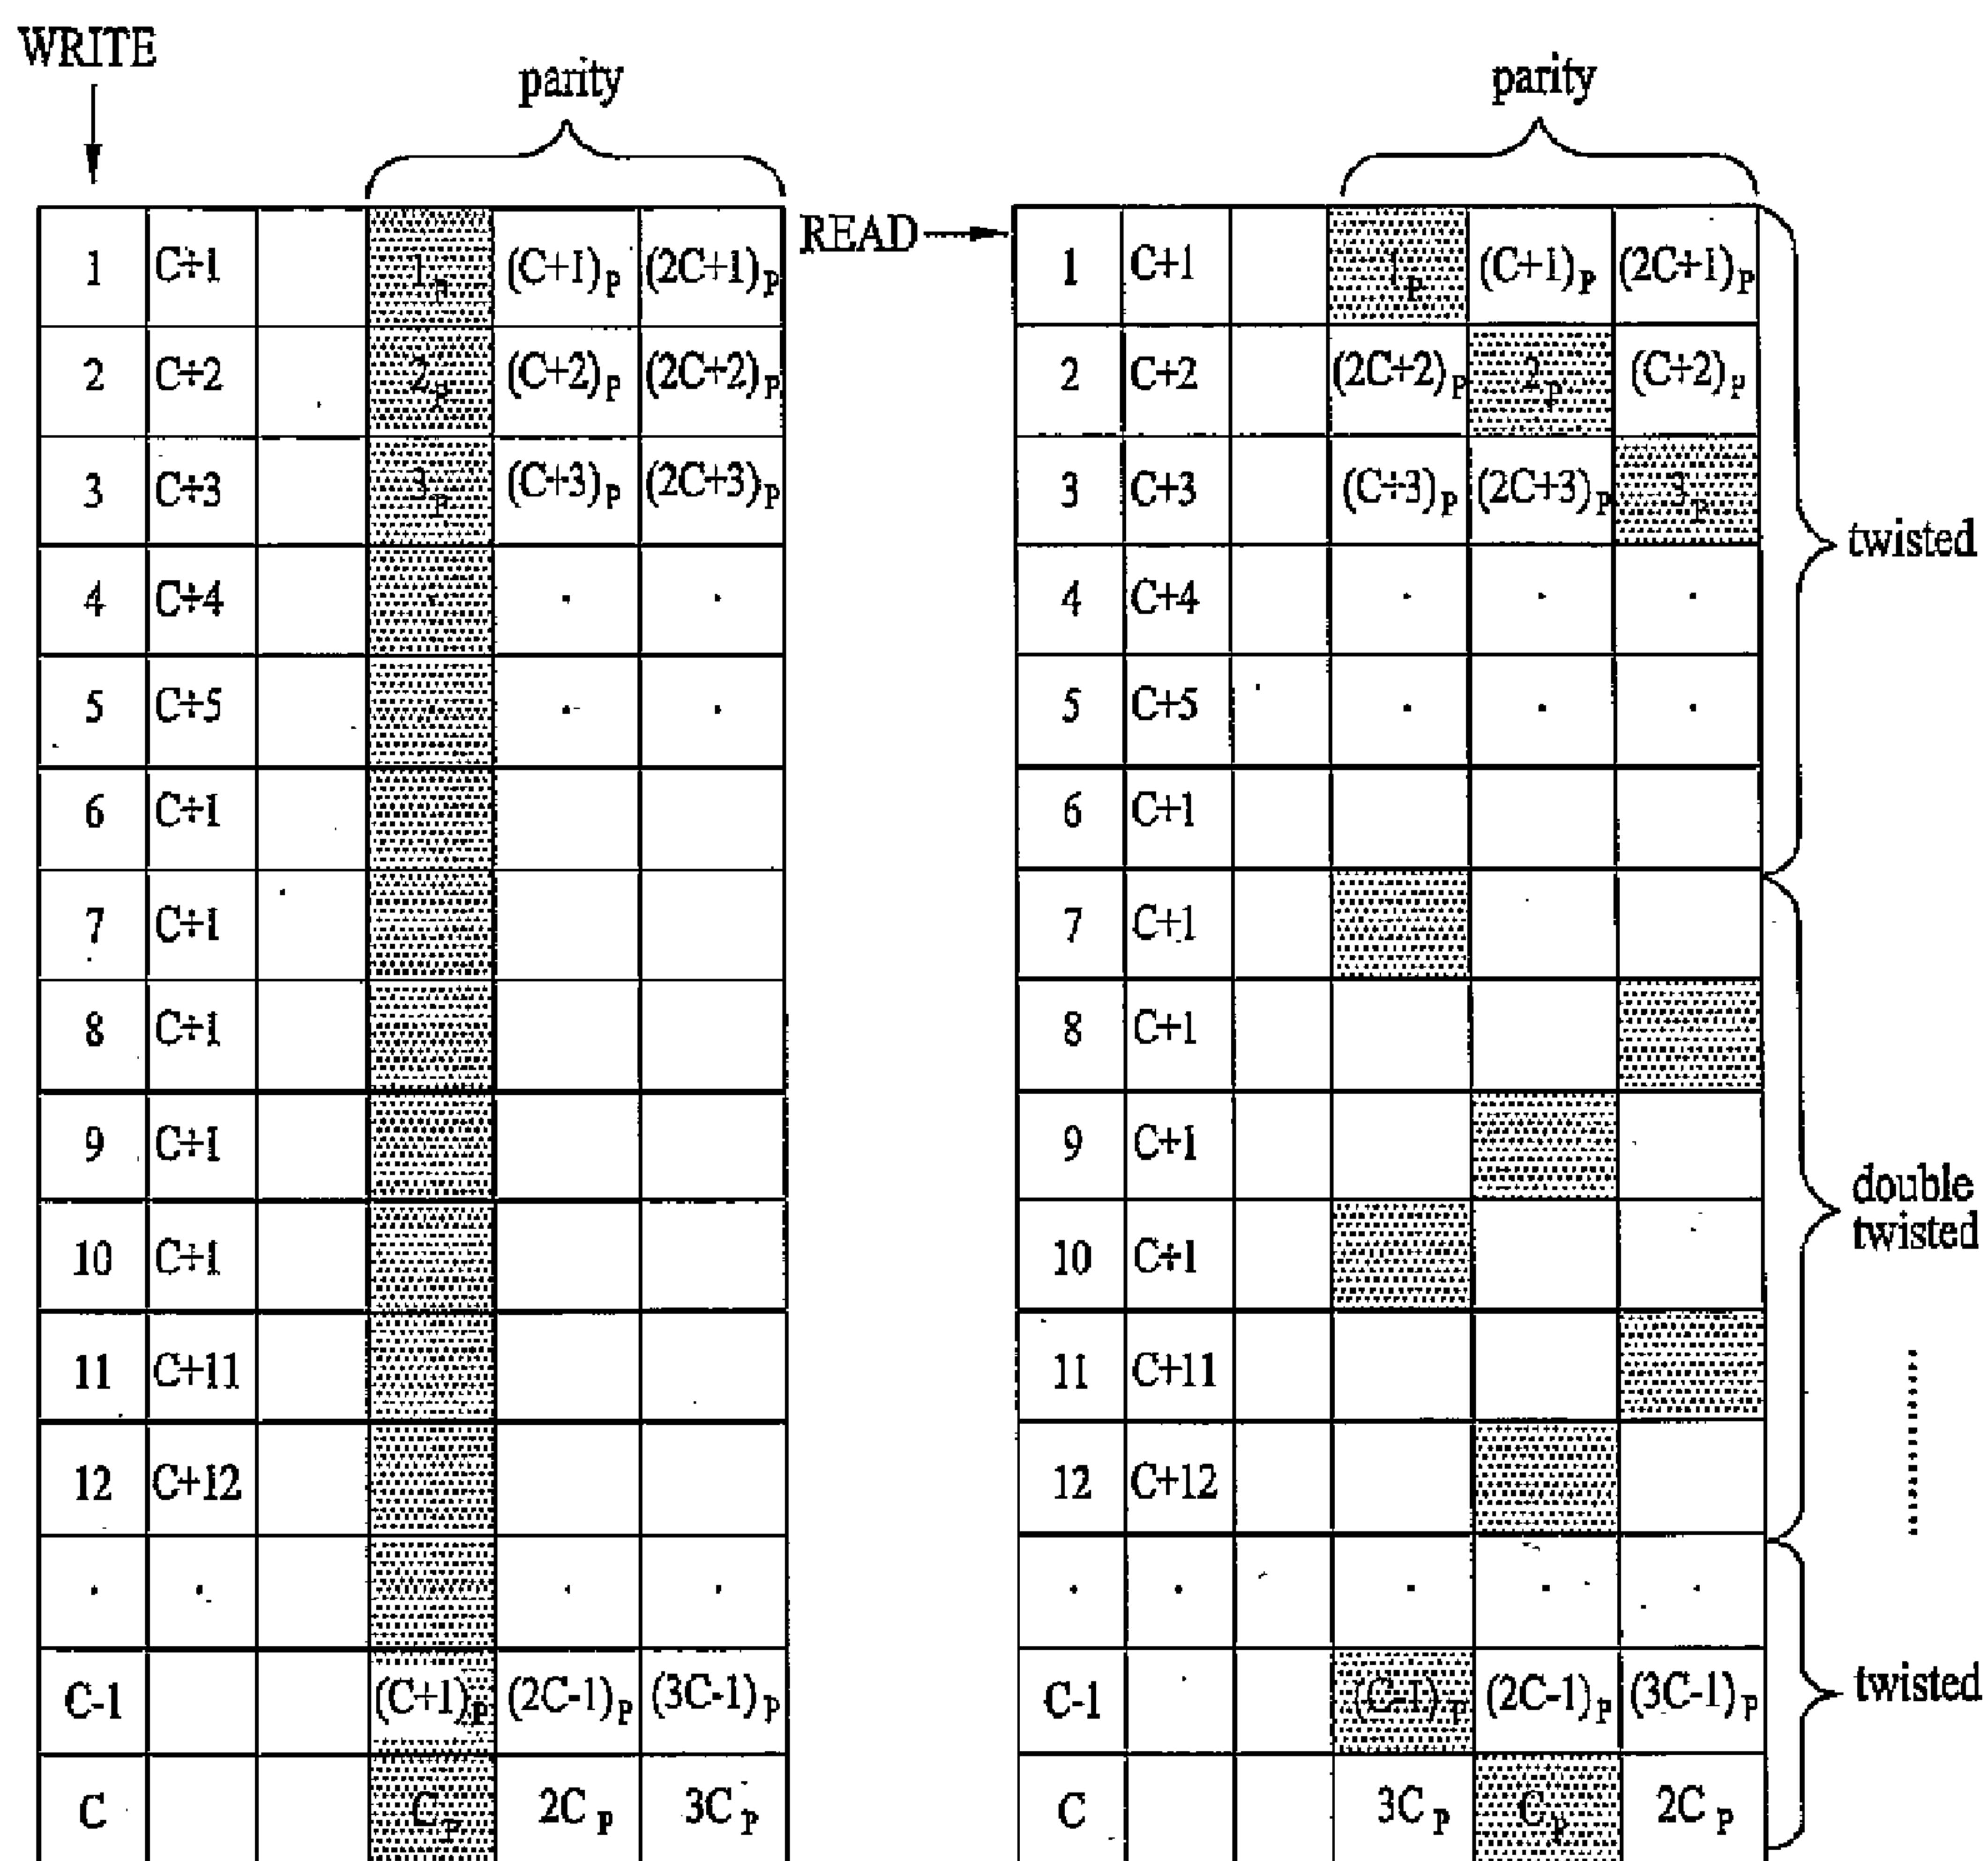 WRITE
parity
1 C+1 1P (C+1)P (2C+1)P
2 C+2 2P (C+2)P (2C+2)P
3 C+3 3P (C+3)P (2C+3)P
4 C+4 . . .
5 C+5 . .
6 C+1
7 C+1
8 C+1
9 C+1
10 C+1
11 C+11
12 C+12
. . . .
C-1 (C+1)P (2C-1)P (3C-1)P
C CP 2CP 3CP
READ
parity
1 C+1 1P (C+1)P (2C+1)P
2 C+2 (2C+2)P 2P (C+2)P
3 C+3 (C+3)P (2C+3)P 3P
4 C+4 . . .
5 C+5 . . .
6 C+1
7 C+1
8 C+1
9 C+1
10 C+1
11 C+11
12 C+12
. . . . .
C-1 (C-1)P (2C-1)P (3C-1)P
C 3CP CP 2CP
twisted
double
twisted
twisted